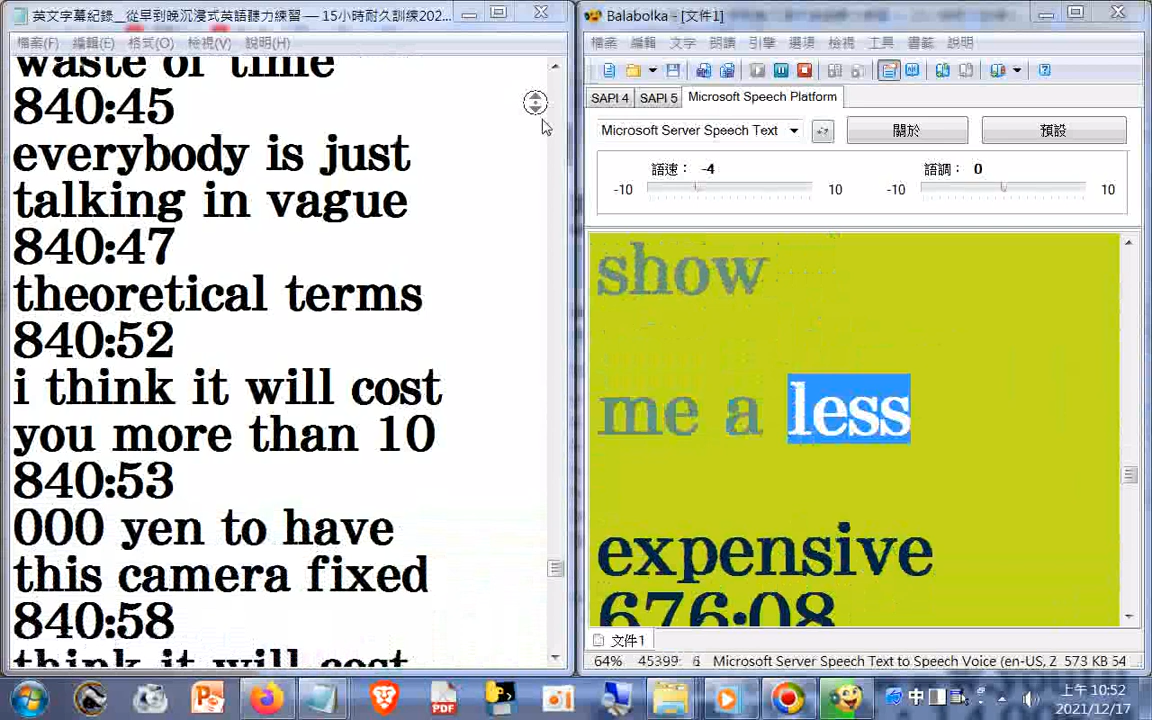 英文字幕紀錄__從早到晚沉浸式英語聽力練習 — 15小時耐久訓練202...
檔案(F) 編輯(E) 格式(O) 檢視(V) 說明(H)
waste of time
840:45
everybody is just
talking in vague
840:47
theoretical terms
840:52
i think it will cost
you more than 10
840:53
000 yen to have
this camera fixed
840:58
think it will cost
Balabolka - [文件1]
檔案 編輯 文字 朗讀 引擎 選項 檢視 工具 書籤 說明
SAPI 4 SAPI 5 Microsoft Speech Platform
Microsoft Server Speech Text 關於 預設
語速： -4 語調： 0
-10 10 -10 10
show
me a less
expensive
676:08
文件1
64% 45399: 6 Microsoft Server Speech Text to Speech Voice (en-US, 2 573 KB 54
PDF 中 上午 10:52
2021/12/17